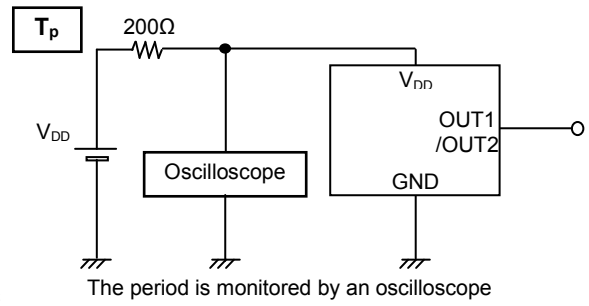 Tp
200Ω
VDD
VDD
OUT1
/OUT2
Oscilloscope
GND
The period is monitored by an oscilloscope